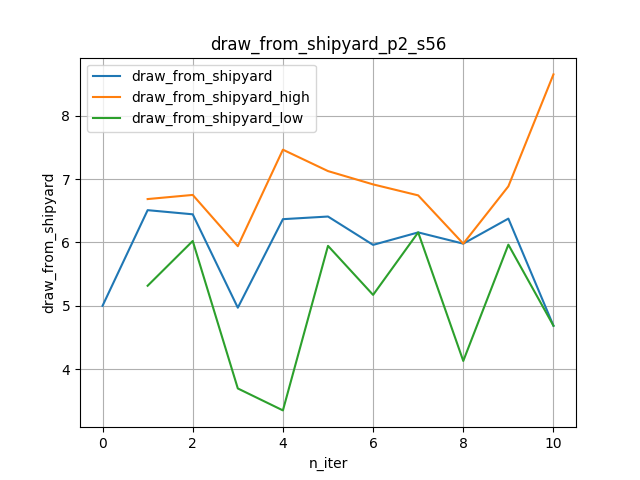 draw_from_shipyard_p2_s56
draw_from_shipyard
draw_from_shipyard_high
draw_from_shipyard_low
8
7
6
5
4
draw_from_shipyard
0 2 4 6 8 10
n_iter